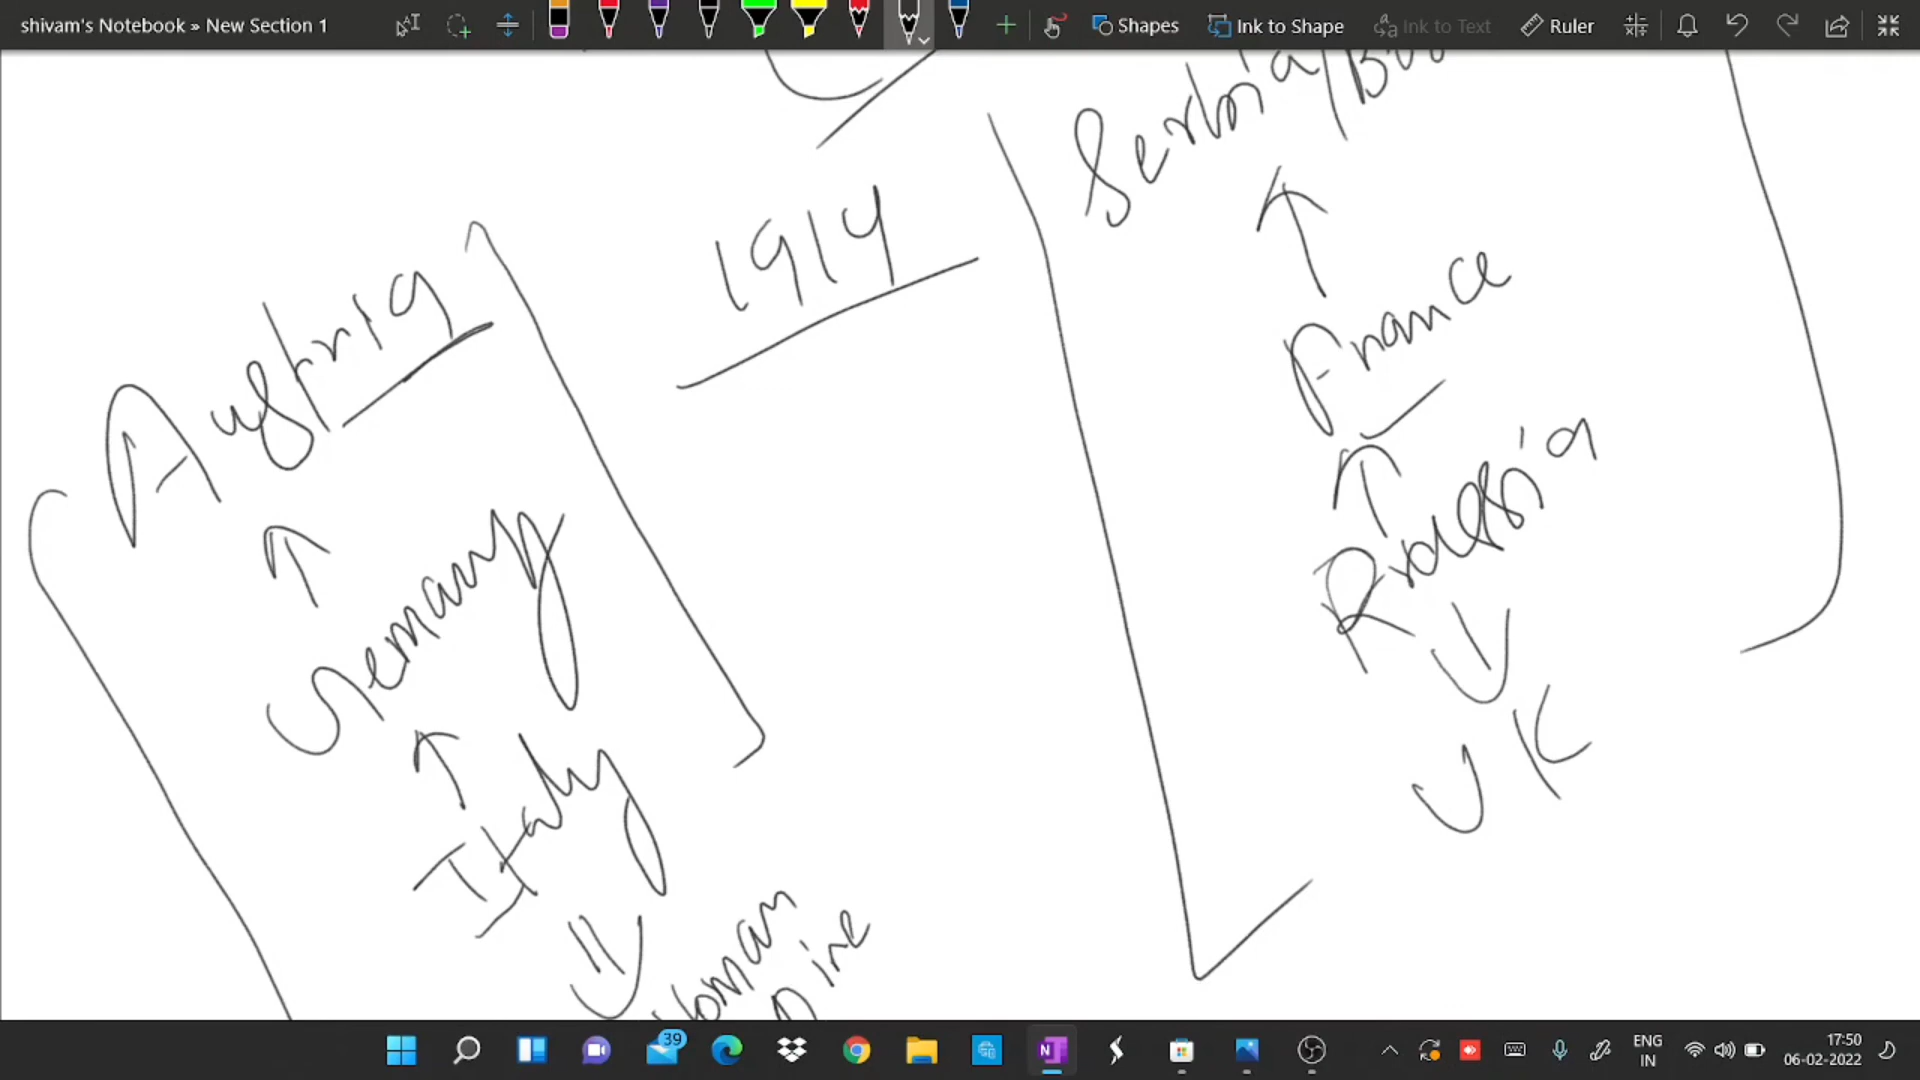 shivam's Notebook » New Section 1
Shapes
Ink to Shape
Ink to Text
Ruler
Serbia/
1914
Austria
France
Russia
Germany
UK
Italy
39
ENG
IN
17:50
06-02-2022